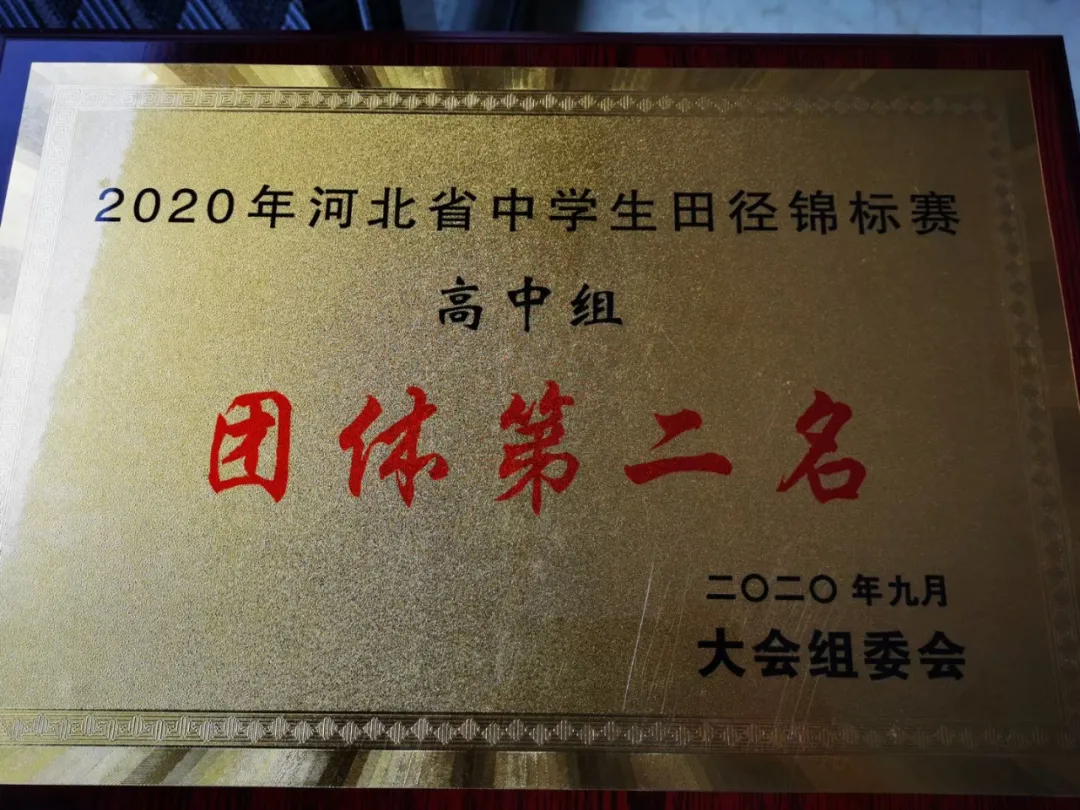 2020年河北省中学生田径锦标赛
高中组
团体第二名
二〇二〇年九月
大会组委会